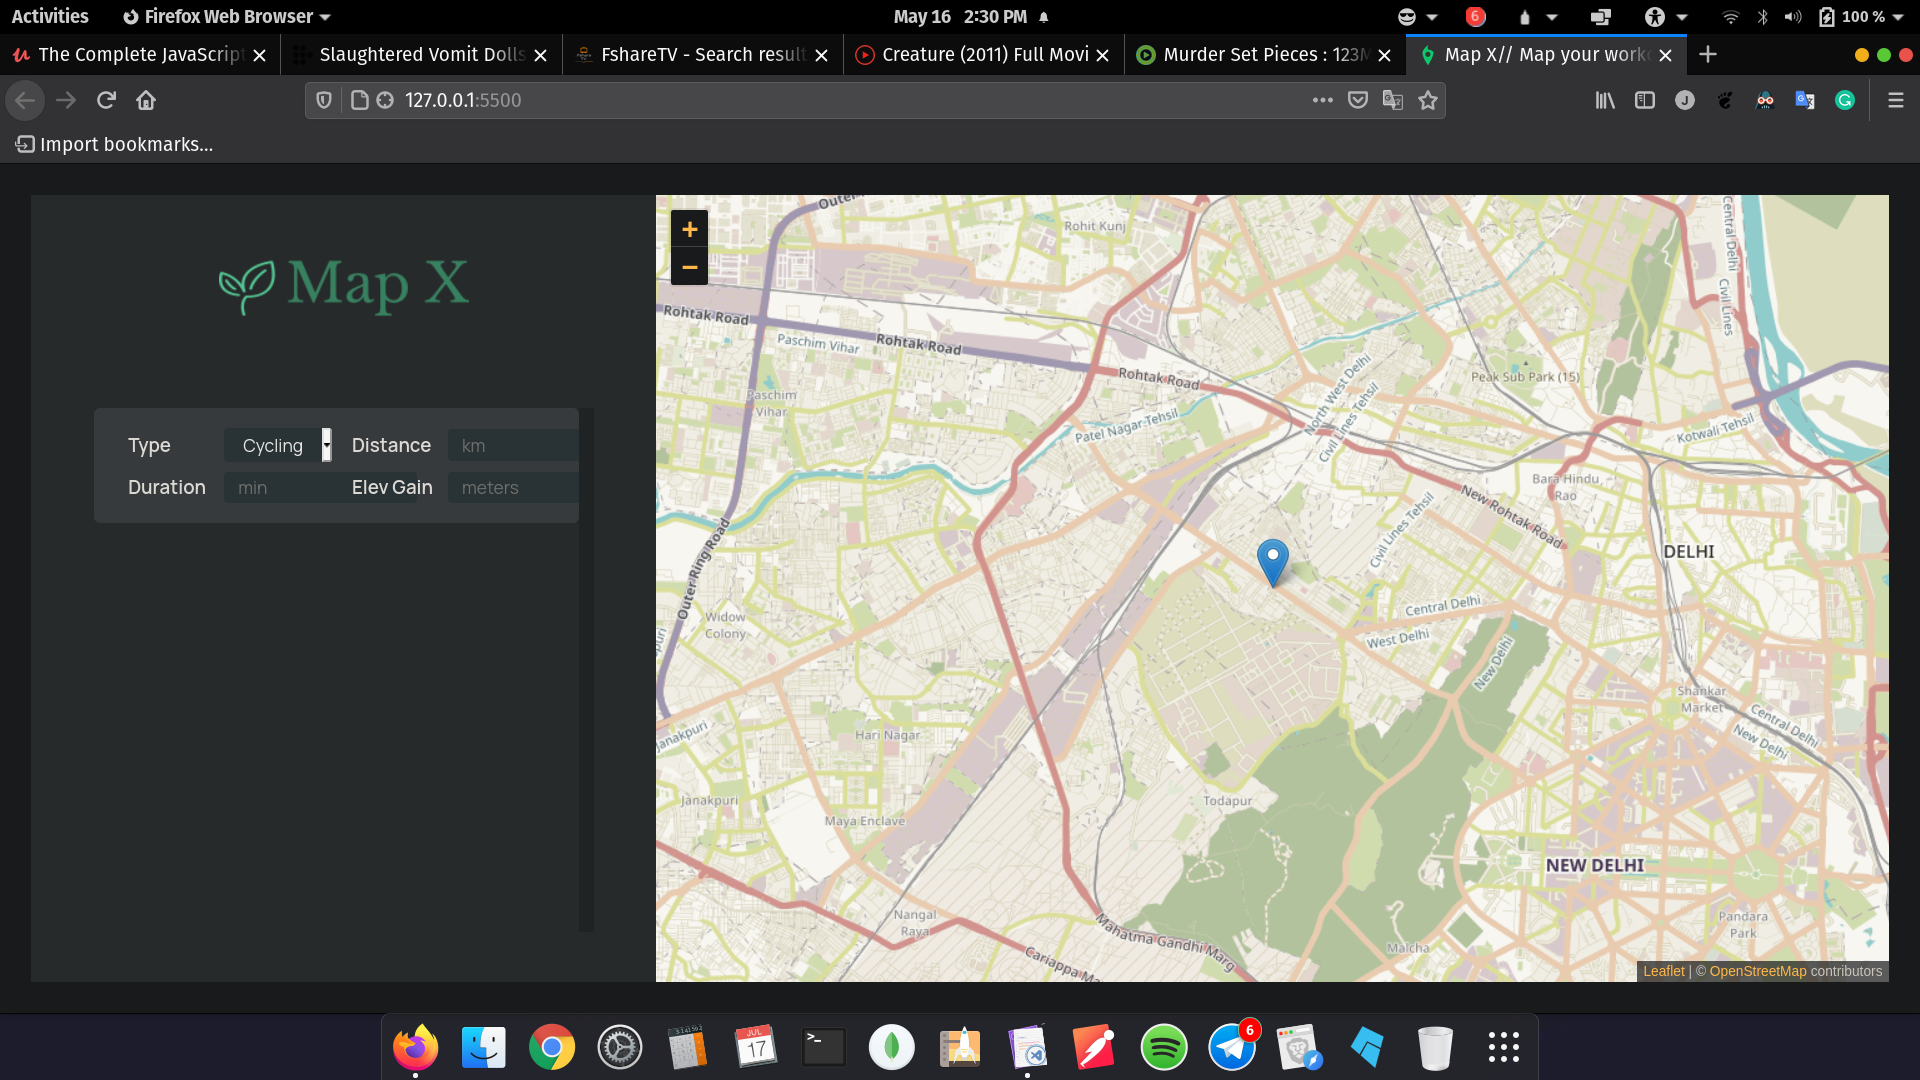 Activities
Firefox Web Browser
May 16 2:30 PM
6
100 %
The Complete JavaScript
Slaughtered Vomit Dolls
FshareTV - Search result
Creature (2011) Full Movi
Murder Set Pieces : 123M
Map X// Map your work
127.0.0.1:5500
J
Import bookmarks...
Map X
Type
Cycling
Distance
km
Duration
min
Elev Gain
meters
+
−
Rohit Kunj
Central Delhi
Civil Lines
Rohtak Road
Paschim Vihar
Rohtak Road
Rohtak Road
North West Delhi
Civil Lines Tehsil
Peak Sub Park (15)
Paschim
Vihar
Patel Nagar Tehsil
Kotwali Tehsil
Bara Hindu
Rao
New Rohtak Road
Civil Lines Tehsil
DELHI
Outer Ring Road
Widow
Colony
Central Delhi
West Delhi
New Delhi
Shankar
Market
Central Delhi
New Delhi
Janakpuri
Hari Nagar
Janakpuri
Maya Enclave
Todapur
NEW DELHI
Nangal
Raya
Mahatma Gandhi Marg
Cariappa Ma
Malcha
Pandara
Park
Leaflet | © OpenStreetMap contributors
JUL
17
>_
6